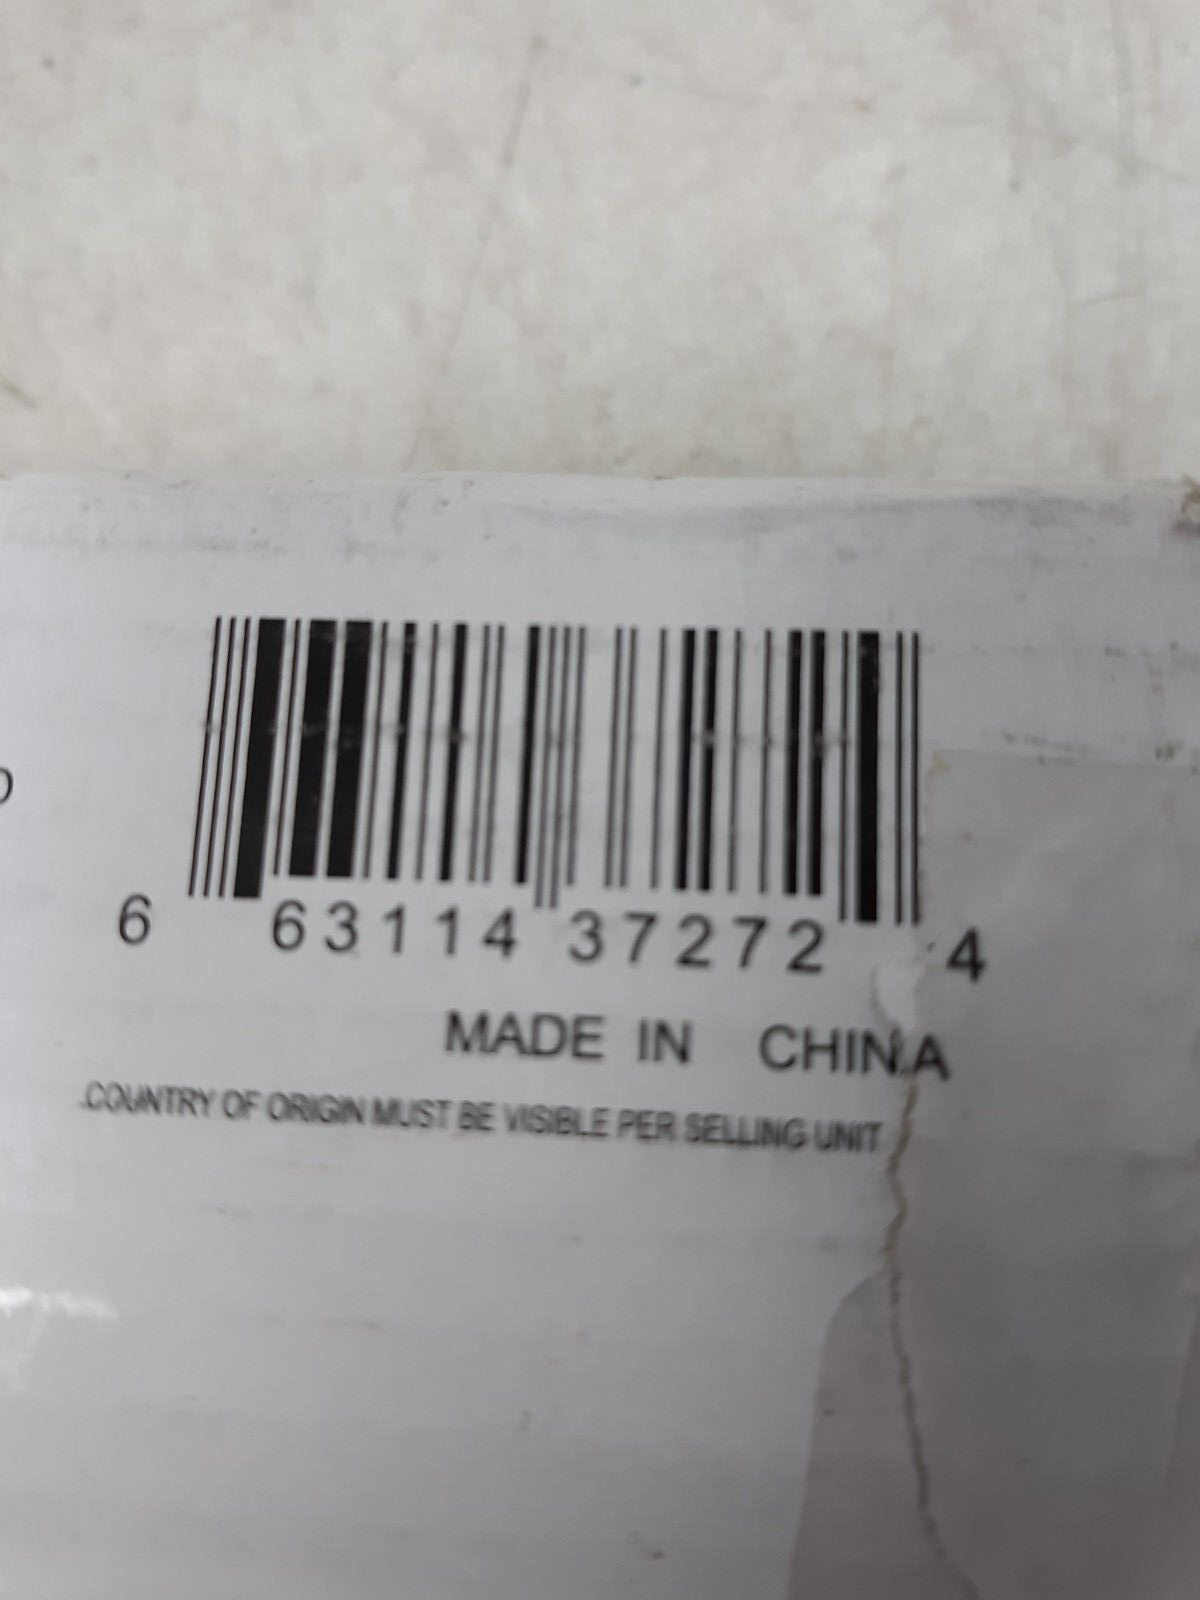 6 63114 37272 4
MADE IN CHINA
.COUNTRY OF ORIGIN MUST BE VISIBLE PER SELLING UNIT